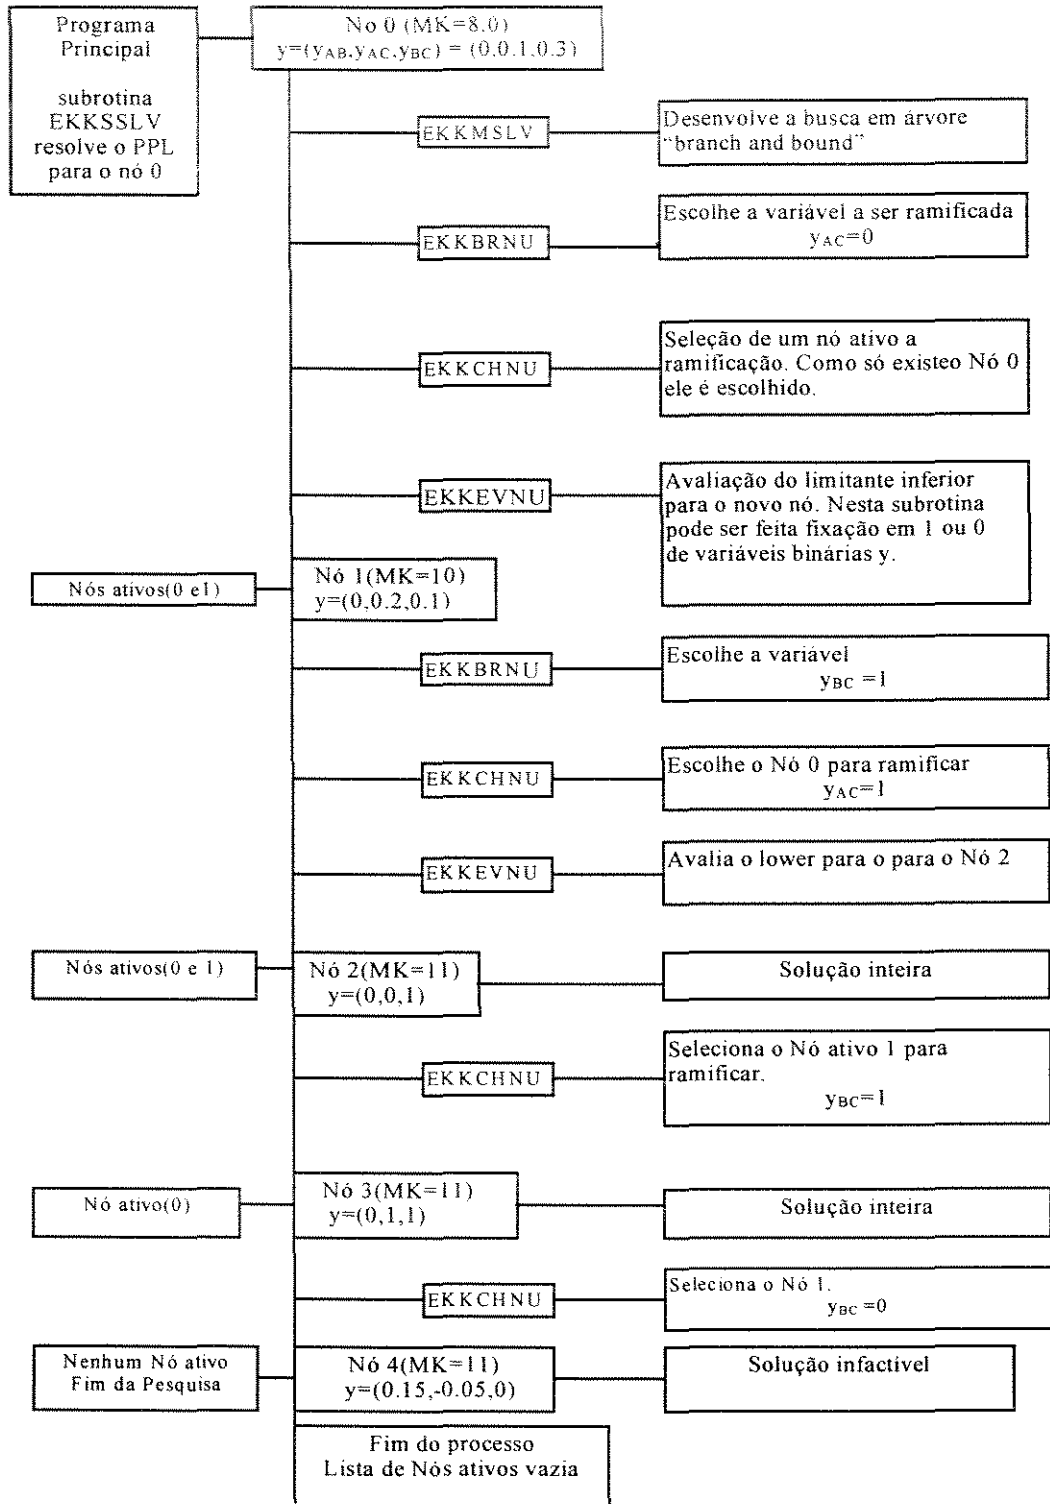 Programa
Principal
subrotina
EKKSSLV
resolve o PPL
para o nó 0
No 0 (MK=8.0)
y=(yAB,yAC,yBC) = (0,0.1,0.3)
EKKMSLV
Desenvolve a busca em árvore
"branch and bound"
EKKBRNU
Escolhe a variável a ser ramificada
yAC=0
EKKCHNU
Seleção de um nó ativo a
ramificação. Como só existeo Nó 0
ele é escolhido.
EKKEVNU
Avaliação do limitante inferior
para o novo nó. Nesta subrotina
pode ser feita fixação em 1 ou 0
de variáveis binárias y.
Nós ativos(0 e1)
Nó 1(MK=10)
y=(0,0.2,0.1)
EKKBRNU
Escolhe a variável
yBC =1
EKKCHNU
Escolhe o Nó 0 para ramificar
yAC=1
EKKEVNU
Avalia o lower para o para o Nó 2
Nós ativos(0 e 1)
Nó 2(MK=11)
y=(0,0,1)
Solução inteira
EKKCHNU
Seleciona o Nó ativo 1 para
ramificar.
yBC=1
Nó ativo(0)
Nó 3(MK=11)
y=(0,1,1)
Solução inteira
EKKCHNU
Seleciona o Nó 1.
yBC=0
Nenhum Nó ativo
Fim da Pesquisa
Nó 4(MK=11)
y=(0.15,-0.05,0)
Solução infactível
Fim do processo
Lista de Nós ativos vazia